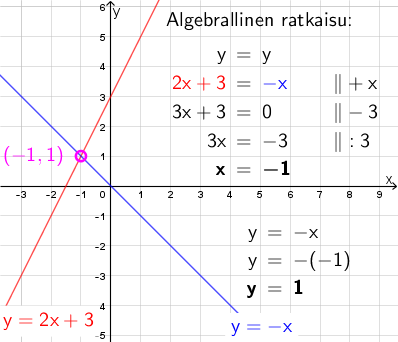 Algebrallinen ratkaisu:
y = y
2x + 3 = −x ‖ + x
3x + 3 = 0 ‖ − 3
3x = −3 ‖ : 3
x = −1
(−1, 1)
y = −x
y = −(−1)
y = 1
y = 2x + 3
y = −x
y
x
6
5
4
3
2
1
-1
-2
-3
-4
-5
-3 -2 -1 0 1 2 3 4 5 6 7 8 9